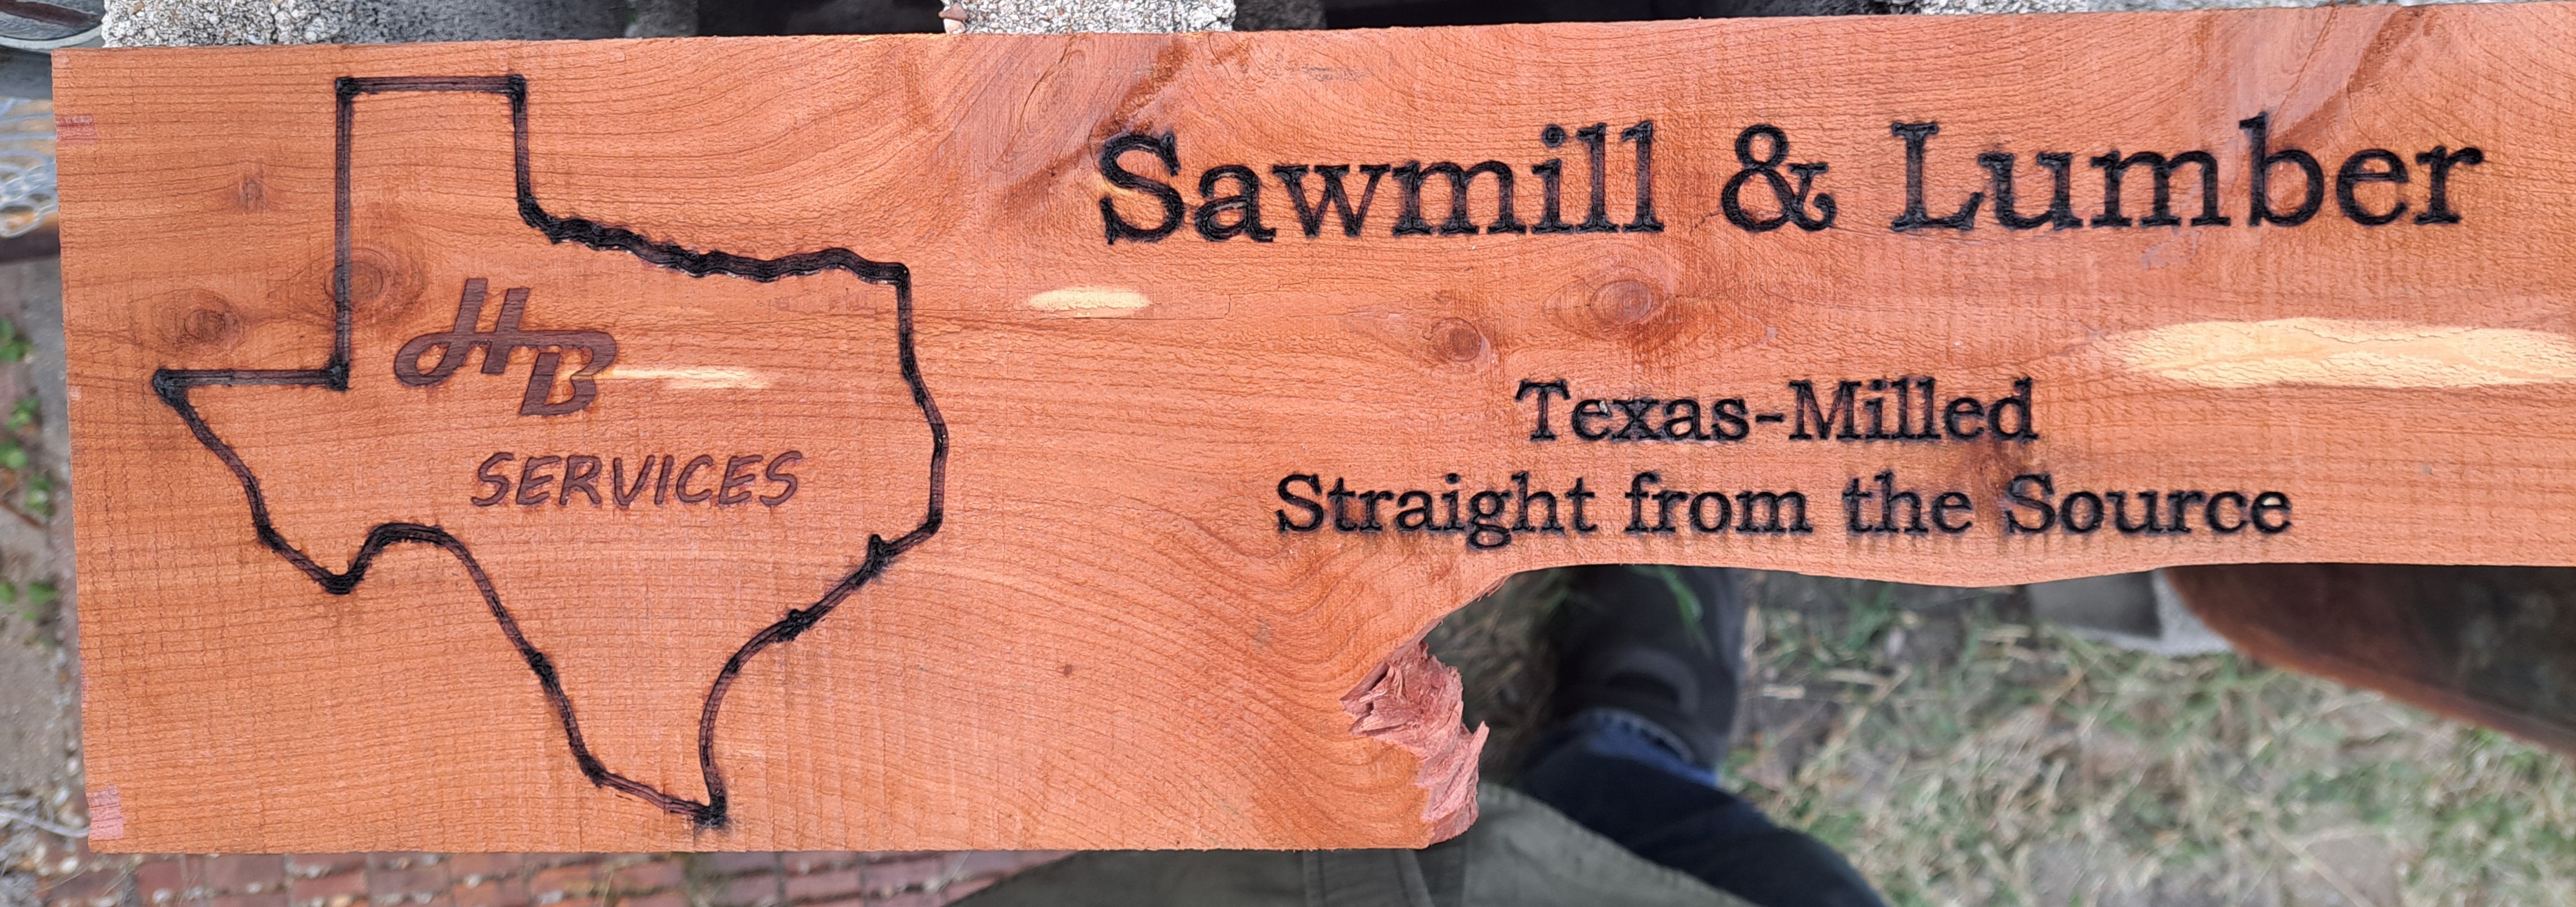 HB
SERVICES
Sawmill & Lumber
Texas-Milled
Straight from the Source